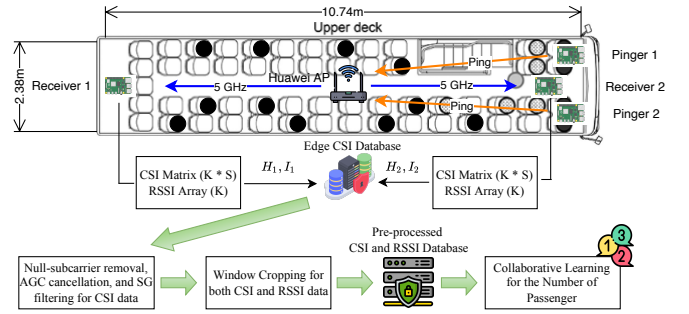 10.74m
Upper deck
2.38m
Receiver 1
Huawei AP
5 GHz
5 GHz
Ping
Ping
Pinger 1
Receiver 2
Pinger 2
Edge CSI Database
CSI Matrix (K * S)
RSSI Array (K)
H1, I1
H2, I2
CSI Matrix (K * S)
RSSI Array (K)
Null-subcarrier removal,
AGC cancellation, and SG
filtering for CSI data
Window Cropping for
both CSI and RSSI data
Pre-processed
CSI and RSSI Database
Collaborative Learning
for the Number of
Passenger
1
3
2